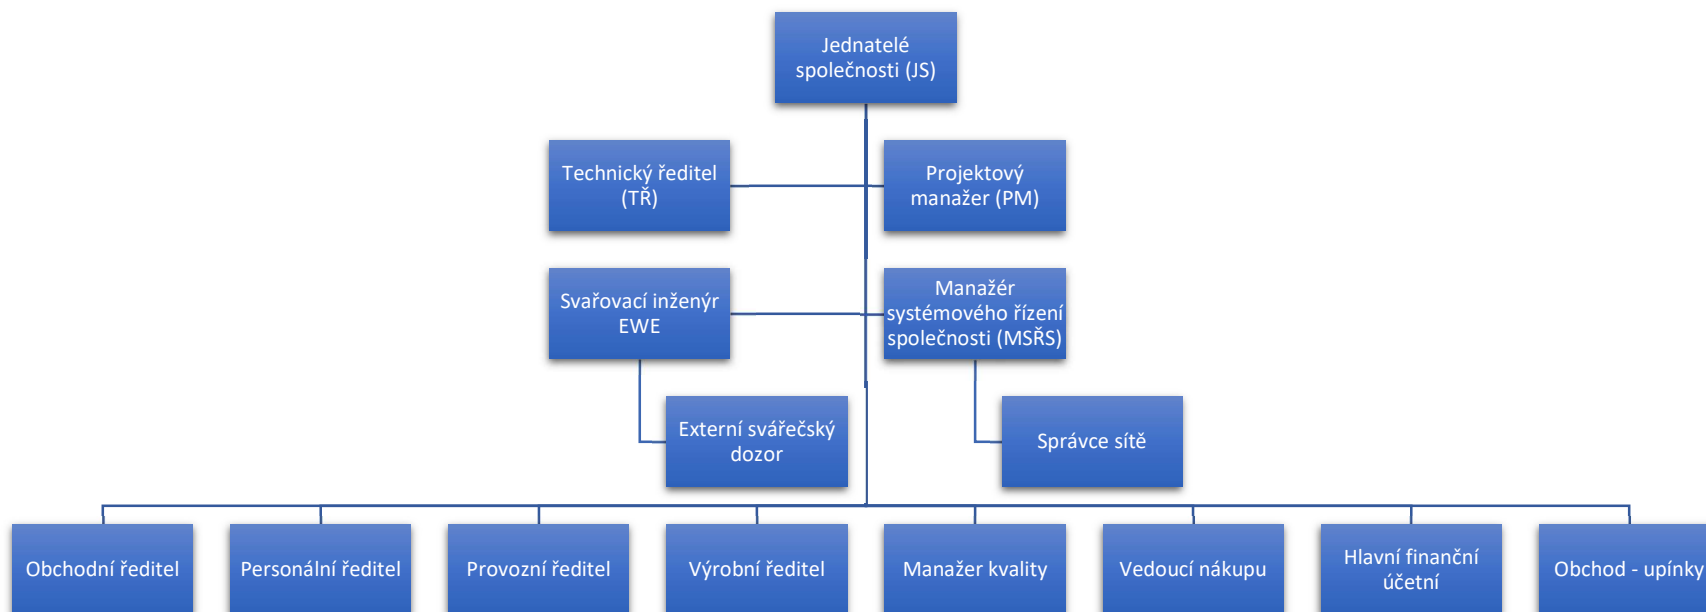 Jednatelé
společnosti (JS)
Technický ředitel
(TŘ)
Projektový
manažer (PM)
Svařovací inženýr
EWE
Manažér
systémového řízení
společnosti (MSŘS)
Externí svářečský
dozor
Správce sítě
Obchodní ředitel
Personální ředitel
Provozní ředitel
Výrobní ředitel
Manažer kvality
Vedoucí nákupu
Hlavní finanční
účetní
Obchod - upínky